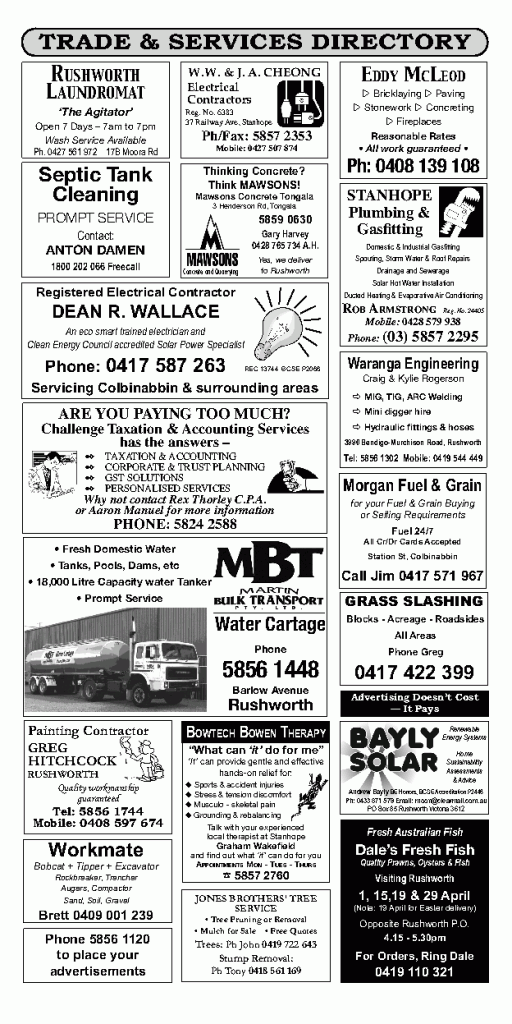 TRADE & SERVICES DIRECTORY
RUSHWORTH
LAUNDROMAT
‘The Agitator’
Open 7 Days – 7am to 7pm
Wash Service Available
Ph. 0427 561 972 17B Moora Rd
W.W. & J. A. CHEONG
Electrical
Contractors
Reg. No. 6383
37 Railway Ave, Stanhope
Ph/Fax: 5857 2353
Mobile: 0427 507 874
EDDY MCLEOD
▷ Bricklaying ▷ Paving
▷ Stonework ▷ Concreting
▷ Fireplaces
Reasonable Rates
• All work guaranteed •
Ph: 0408 139 108
Septic Tank
Cleaning
PROMPT SERVICE
Contact:
ANTON DAMEN
1800 202 066 Freecall
Thinking Concrete?
Think MAWSONS!
Mawsons Concrete Tongala
3 Henderson Rd, Tongala
5859 0630
Gary Harvey
0428 765 734 A.H.
MAWSONS
Concrete and Quarrying
Yes, we deliver
to Rushworth
STANHOPE
Plumbing &
Gasfitting
Domestic & Industrial Gasfitting
Spouting, Storm Water & Roof Repairs
Drainage and Sewerage
Solar Hot Water Installation
Ducted Heating & Evaporative Air Conditioning
ROB ARMSTRONG Reg. No. 24405
Mobile: 0428 579 938
Phone: (03) 5857 2295
Registered Electrical Contractor
DEAN R. WALLACE
An eco smart trained electrician and
Clean Energy Council accredited Solar Power Specialist
Phone: 0417 587 263
REC 13744 BCSE P2066
Servicing Colbinabbin & surrounding areas
Waranga Engineering
Craig & Kylie Rogerson
⇨ MIG, TIG, ARC Welding
⇨ Mini digger hire
⇨ Hydraulic fittings & hoses
3990 Bendigo-Murchison Road, Rushworth
Tel: 5856 1302 Mobile: 0419 544 449
ARE YOU PAYING TOO MUCH?
Challenge Taxation & Accounting Services
has the answers –
TAXATION & ACCOUNTING
CORPORATE & TRUST PLANNING
GST SOLUTIONS
PERSONALISED SERVICES
Why not contact Rex Thorley C.P.A.
or Aaron Manuel for more information
PHONE: 5824 2588
Morgan Fuel & Grain
for your Fuel & Grain Buying
or Selling Requirements
Fuel 24/7
All Cr/Dr Cards Accepted
Station St, Colbinabbin
Call Jim 0417 571 967
• Fresh Domestic Water
• Tanks, Pools, Dams, etc
• 18,000 Litre Capacity water Tanker
• Prompt Service
MBT
MARTIN
BULK TRANSPORT
PTY. LTD.
Water Cartage
Phone
5856 1448
Barlow Avenue
Rushworth
GRASS SLASHING
Blocks - Acreage - Roadsides
All Areas
Phone Greg
0417 422 399
Advertising Doesn’t Cost
— It Pays
Painting Contractor
GREG
HITCHCOCK
RUSHWORTH
Quality workmanship
guaranteed
Tel: 5856 1744
Mobile: 0408 597 674
BOWTECH BOWEN THERAPY
“What can ‘it’ do for me”
‘It’ can provide gentle and effective
hands-on relief for:
◆ Sports & accident injuries
◆ Stress & tension discomfort
◆ Musculo - skeletal pain
◆ Grounding & rebalancing
Talk with your experienced
local therapist at Stanhope
Graham Wakefield
and find out what ‘it’ can do for you
APPOINTMENTS MON - TUES - THURS
☎ 5857 2760
BAYLY
SOLAR
Renewable
Energy Systems
Home
Sustainability
Assessments
& Advice
Andrew Bayly BE Honors, BCSE Accreditation P2446
PO Box 85 Rushworth Victoria 3612
Workmate
Bobcat + Tipper + Excavator
Rockbreaker, Trencher
Augers, Compactor
Sand, Soil, Gravel
Brett 0409 001 239
JONES BROTHERS’ TREE
SERVICE
• Tree Pruning or Removal
• Mulch for Sale • Free Quotes
Trees: Ph John 0419 722 643
Stump Removal:
Ph Tony 0418 561 169
Fresh Australian Fish
Dale’s Fresh Fish
Quality Prawns, Oysters & Fish
Visiting Rushworth
1, 15,19 & 29 April
(Note: 19 April for Easter delivery)
Opposite Rushworth P.O.
4.15 - 5.30pm
For Orders, Ring Dale
0419 110 321
Phone 5856 1120
to place your
advertisements